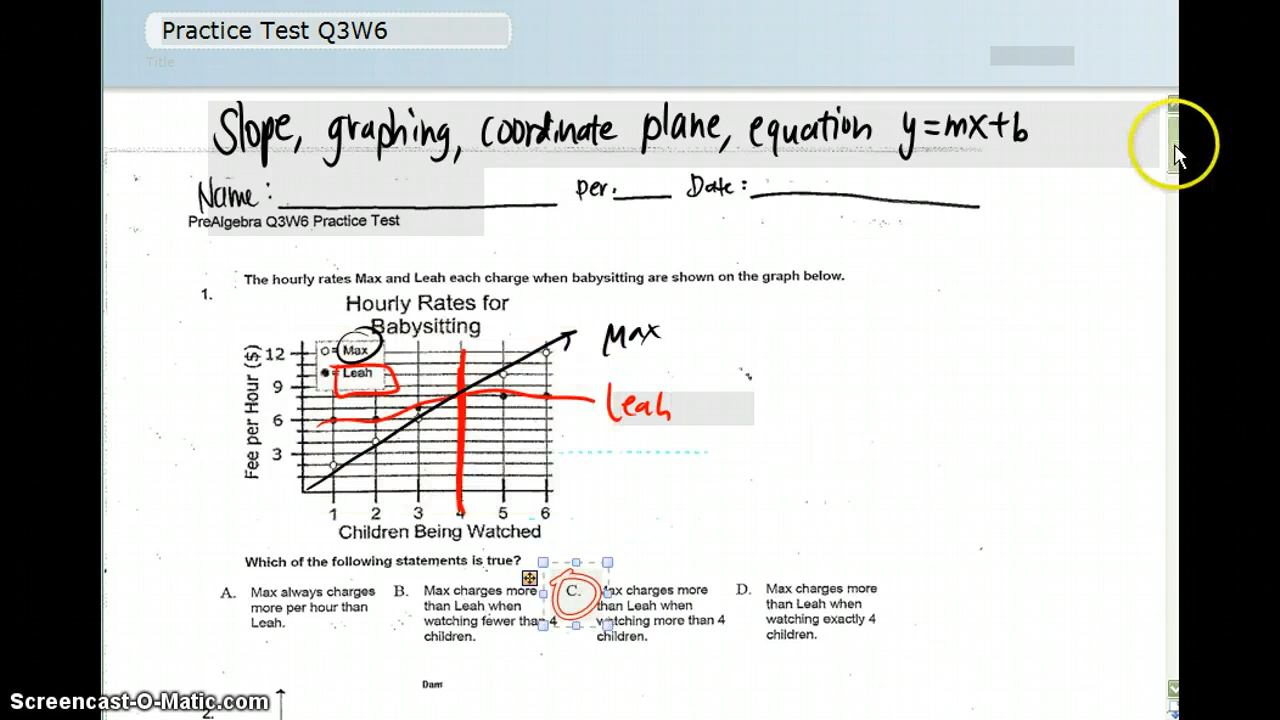 Practice Test Q3W6
Title
Slope, graphing, coordinate plane, equation y=mx+b
Name: Per. Date:
PreAlgebra Q3W6 Practice Test
1. The hourly rates Max and Leah each charge when babysitting are shown on the graph below.
Hourly Rates for
Babysitting
Max
Leah
Max
Leah
Fee per Hour ($)
12
9
6
3
1 2 3 4 5 6
Children Being Watched
Which of the following statements is true?
A. Max always charges
more per hour than
Leah.
B. Max charges more
than Leah when
watching fewer than 4
children.
C. Max charges more
than Leah when
watching more than 4
children.
D. Max charges more
than Leah when
watching exactly 4
children.
2.
Screencast-O-Matic.com